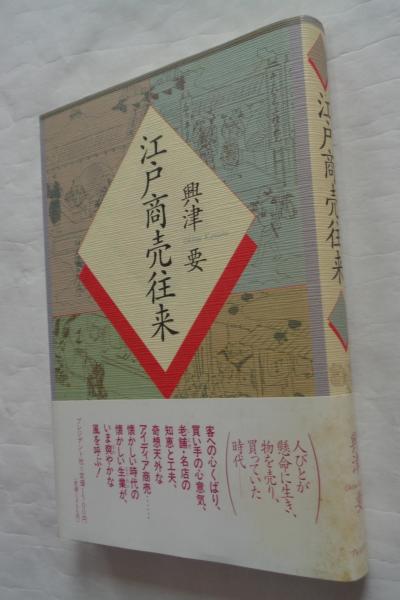 江戸商売往来
興津 要
人びとが
懸命に生き、
物を売り、
買っていた
時代
客への心くばり、
買い手の心意気、
老舗・名店の
知恵と工夫、
奇想天外な
アイディア商売……
懐かしい時代の
懐かしい生業が、
いま爽やかな
風を呼ぶ!
江戸商売往来
興津 要